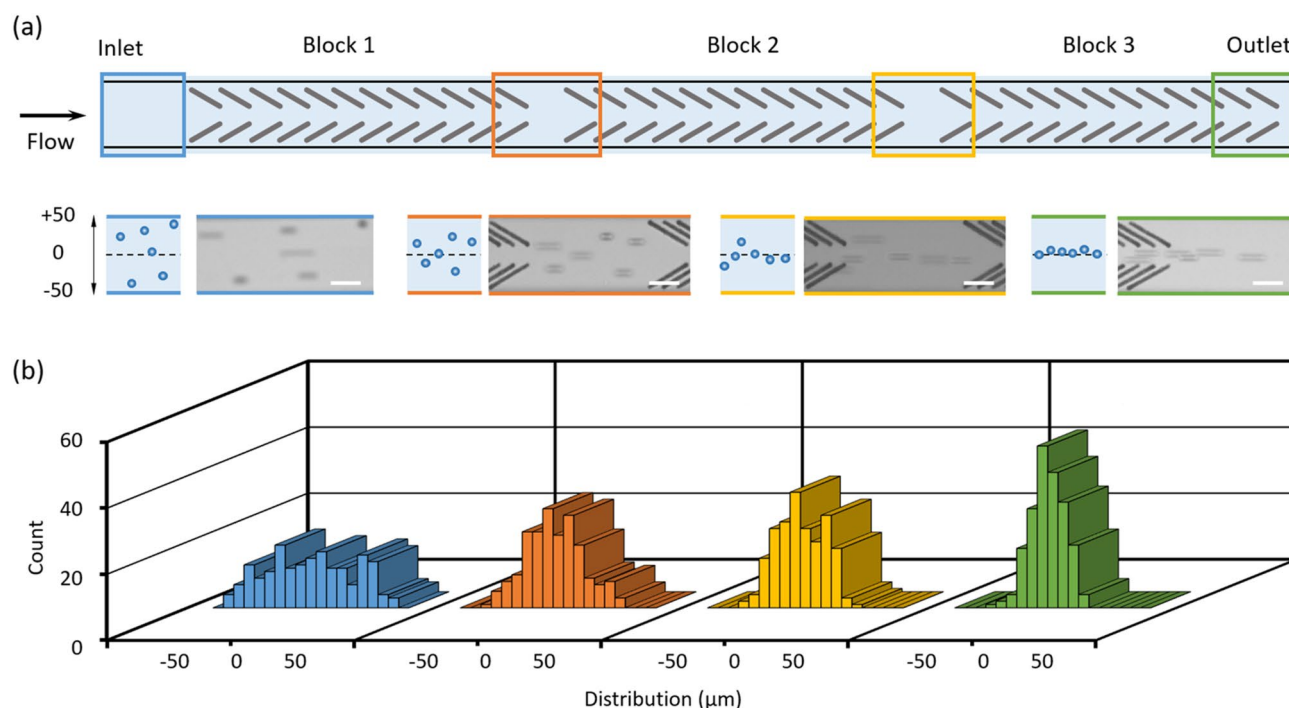 (a)
Inlet Block 1 Block 2 Block 3 Outlet
Flow
+50
0
-50
(b)
60
40
20
0
Count
-50 0 50 -50 0 50 -50 0 50 -50 0 50
Distribution (μm)